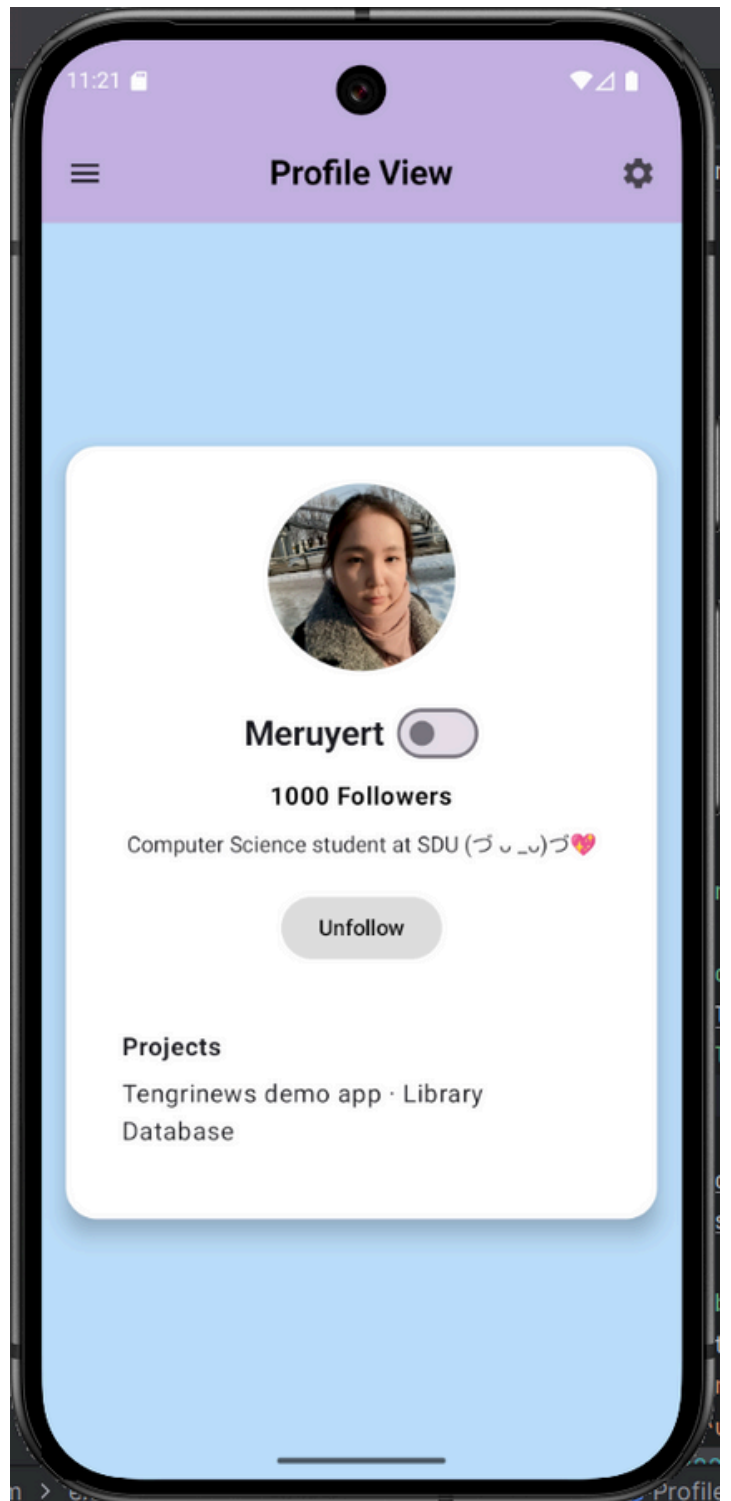 11:21
Profile View
Meruyert
1000 Followers
Computer Science student at SDU (づ ᴗ _ᴗ)づ💖
Unfollow
Projects
Tengrinews demo app · Library
Database
Profile